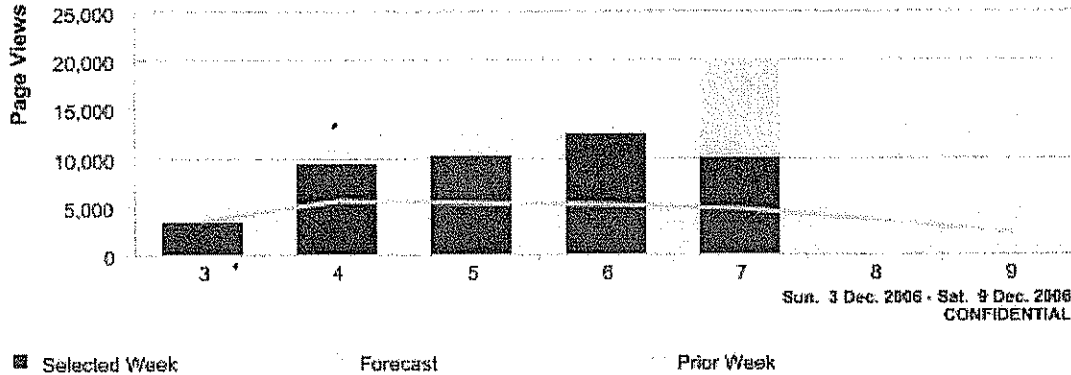 Page Views
25,000
20,000
15,000
10,000
5,000
0
3 4 5 6 7 8 9
Sun. 3 Dec. 2006 - Sat. 9 Dec. 2006
CONFIDENTIAL
Selected Week Forecast Prior Week